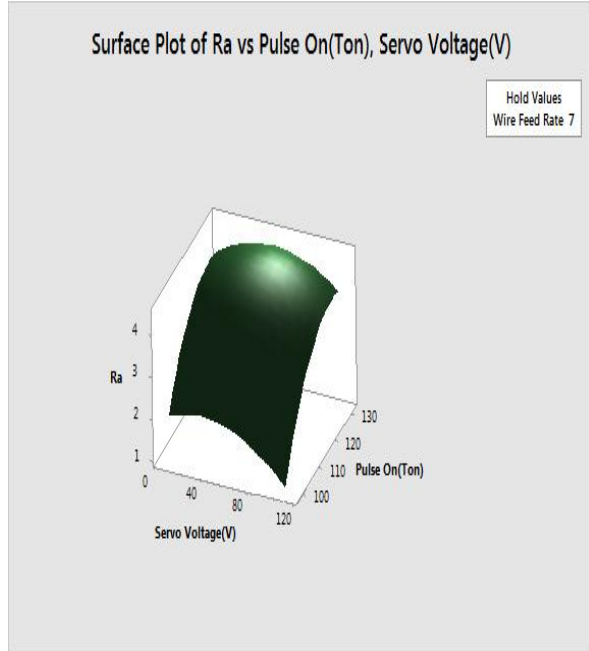 Surface Plot of Ra vs Pulse On(Ton), Servo Voltage(V)
Hold Values
Wire Feed Rate 7
4
3
Ra
2
1
0
40
80
120
Servo Voltage(V)
130
120
110
100
Pulse On(Ton)